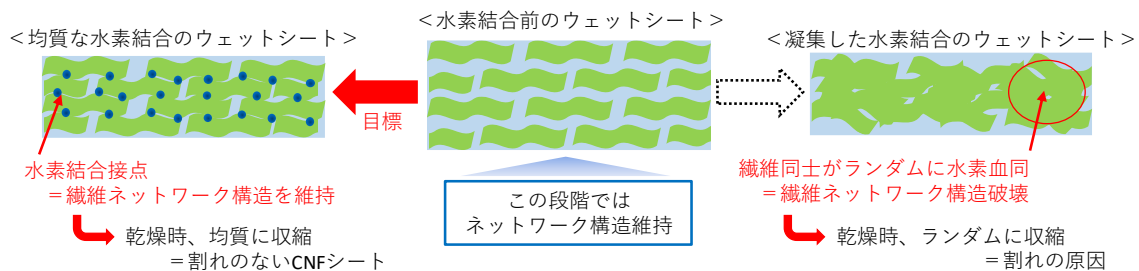 ＜水素結合前のウェットシート＞
＜均質な水素結合のウェットシート＞
＜凝集した水素結合のウェットシート＞
目標
水素結合接点
＝繊維ネットワーク構造を維持
乾燥時、均質に収縮
＝割れのないCNFシート
この段階では
ネットワーク構造維持
繊維同士がランダムに水素血同
＝繊維ネットワーク構造破壊
乾燥時、ランダムに収縮
＝割れの原因